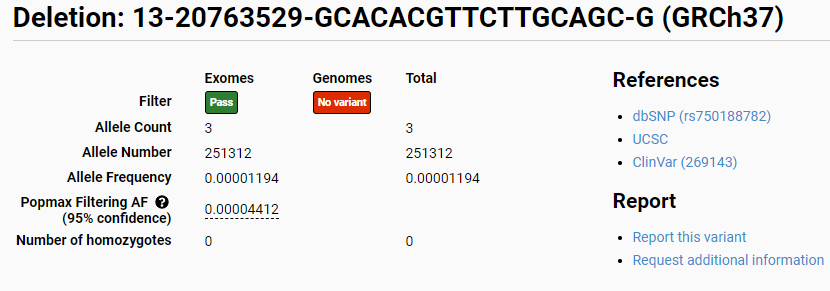 Deletion: 13-20763529-GCACACGTTCTTGCAGC-G (GRCh37)
Exomes Genomes Total
Filter Pass No variant
Allele Count 3 3
Allele Number 251312 251312
Allele Frequency 0.00001194 0.00001194
Popmax Filtering AF ?
(95% confidence) 0.00004412
Number of homozygotes 0 0
References
dbSNP (rs750188782)
UCSC
ClinVar (269143)
Report
Report this variant
Request additional information